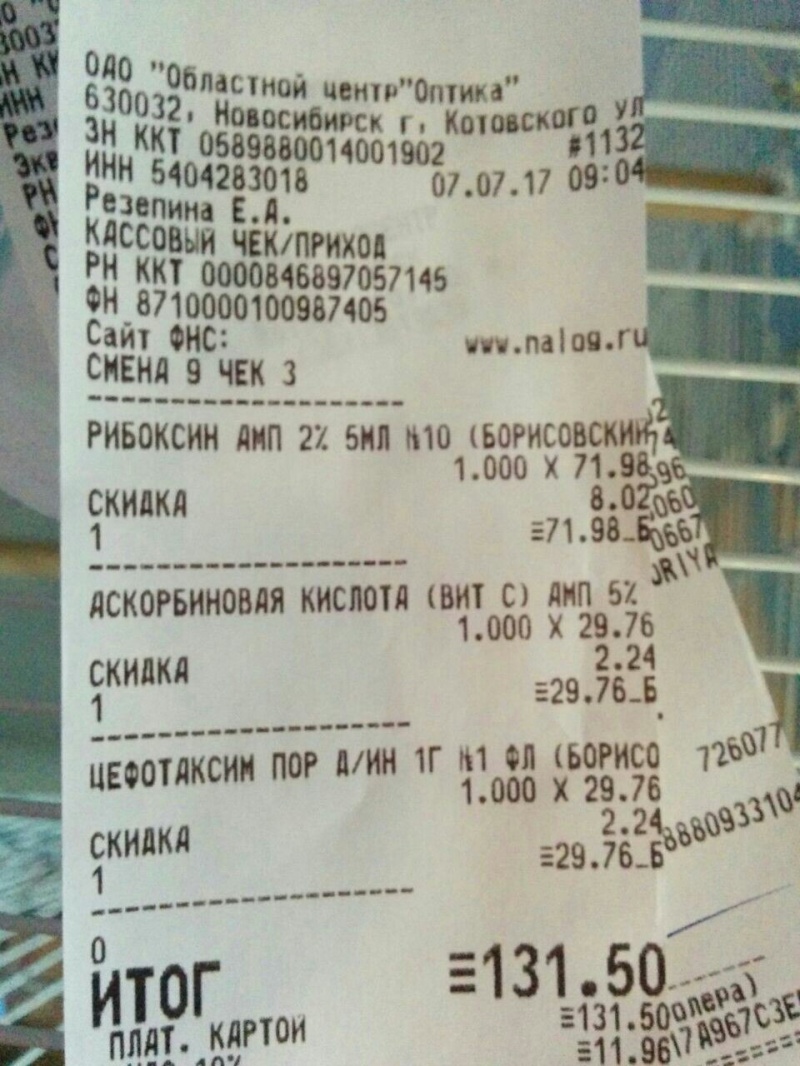 ОАО "Областной центр"Оптика"
630032, Новосибирск г, Котовского ул
ЗН ККТ 0589880014001902 #1132
ИНН 5404283018 07.07.17 09:04
Резепина Е.А.
КАССОВЫЙ ЧЕК/ПРИХОД
РН ККТ 0000846897057145
ФН 8710000100987405
Сайт ФНС: www.nalog.ru
СМЕНА 9 ЧЕК 3
РИБОКСИН АМП 2% 5МЛ №10 (БОРИСОВСКИЙ
1.000 X 71.98
СКИДКА 8.02
1 ≡71.98_Б
АСКОРБИНОВАЯ КИСЛОТА (ВИТ С) АМП 5%
1.000 X 29.76
СКИДКА 2.24
1 ≡29.76_Б
ЦЕФОТАКСИМ ПОР Д/ИН 1Г №1 ФЛ (БОРИСО
1.000 X 29.76
СКИДКА 2.24
1 ≡29.76_Б
0
ИТОГ ≡131.50
ПЛАТ. КАРТОЙ ≡131.50
≡11.96
726077
8880933104